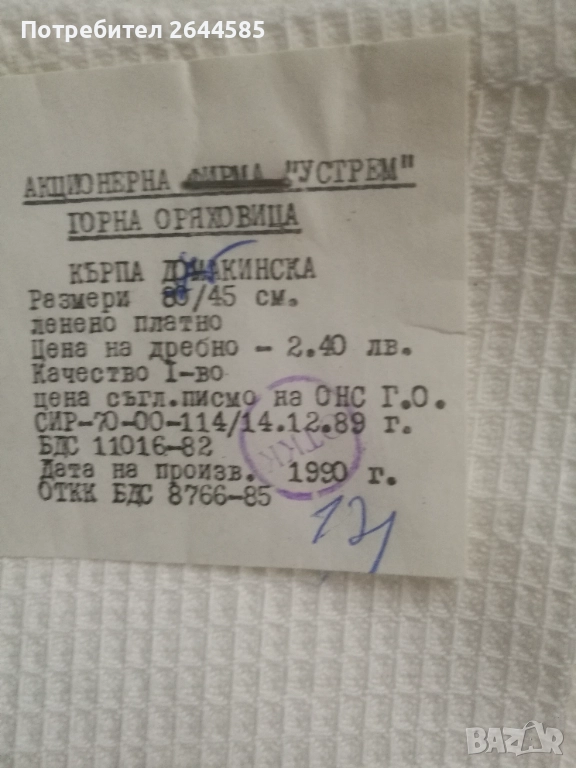 Потребител 2644585
АКЦИОНЕРНА ФИРМА "УСТРЕМ"
ГОРНА ОРЯХОВИЦА
КЪРПА ДОМАКИНСКА
Размери /45 см.
ленено платно
Цена на дребно - 2.40 лв.
Качество I-во
цена съгл.писмо на ОНС Г.О.
СИР-70-00-114/14.12.89 г.
БДС 11016-82
Дата на произв. 1990 г.
ОТКК БДС 8766-85
ОТКК
BAZAR